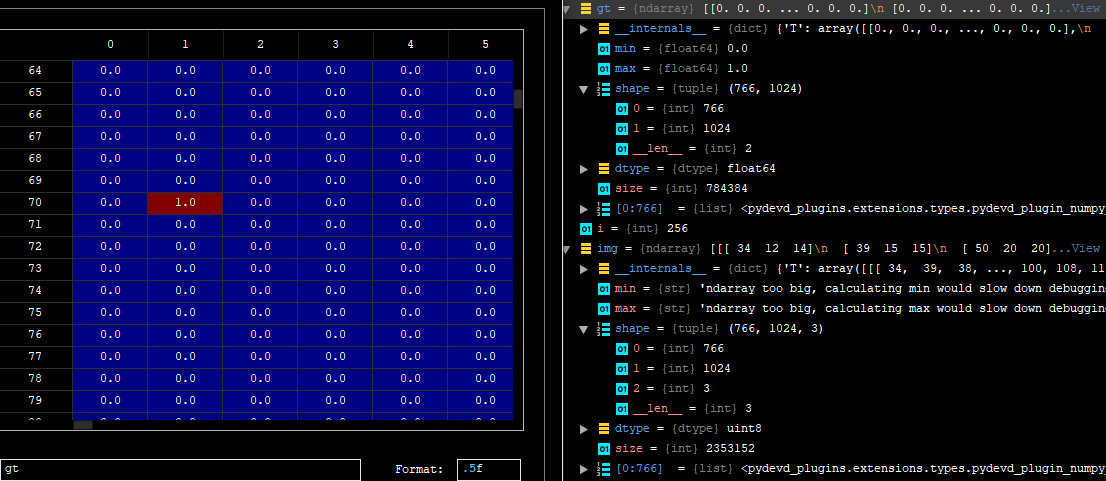 0 1 2 3 4 5
64 0.0 0.0 0.0 0.0 0.0 0.0
65 0.0 0.0 0.0 0.0 0.0 0.0
66 0.0 0.0 0.0 0.0 0.0 0.0
67 0.0 0.0 0.0 0.0 0.0 0.0
68 0.0 0.0 0.0 0.0 0.0 0.0
69 0.0 0.0 0.0 0.0 0.0 0.0
70 0.0 1.0 0.0 0.0 0.0 0.0
71 0.0 0.0 0.0 0.0 0.0 0.0
72 0.0 0.0 0.0 0.0 0.0 0.0
73 0.0 0.0 0.0 0.0 0.0 0.0
74 0.0 0.0 0.0 0.0 0.0 0.0
75 0.0 0.0 0.0 0.0 0.0 0.0
76 0.0 0.0 0.0 0.0 0.0 0.0
77 0.0 0.0 0.0 0.0 0.0 0.0
78 0.0 0.0 0.0 0.0 0.0 0.0
79 0.0 0.0 0.0 0.0 0.0 0.0
gt Format: .5f
gt = {ndarray} [[0. 0. 0. ... 0. 0. 0.]\n [0. 0. 0. ... 0. 0. 0.]...View
__internals__ = {dict} {'T': array([[0., 0., 0., ..., 0., 0., 0.],\n
min = {float64} 0.0
max = {float64} 1.0
shape = {tuple} (766, 1024)
0 = {int} 766
1 = {int} 1024
__len__ = {int} 2
dtype = {dtype} float64
size = {int} 784384
[0:766] = {list} <pydevd_plugins.extensions.types.pydevd_plugin_numpy_
i = {int} 256
img = {ndarray} [[[ 34 12 14]\n [ 39 15 15]\n [ 50 20 20]...View
__internals__ = {dict} {'T': array([[[ 34, 39, 38, ..., 100, 108, 11
min = {str} 'ndarray too big, calculating min would slow down debugging
max = {str} 'ndarray too big, calculating max would slow down debugging
shape = {tuple} (766, 1024, 3)
0 = {int} 766
1 = {int} 1024
2 = {int} 3
__len__ = {int} 3
dtype = {dtype} uint8
size = {int} 2353152
[0:766] = {list} <pydevd_plugins.extensions.types.pydevd_plugin_numpy_